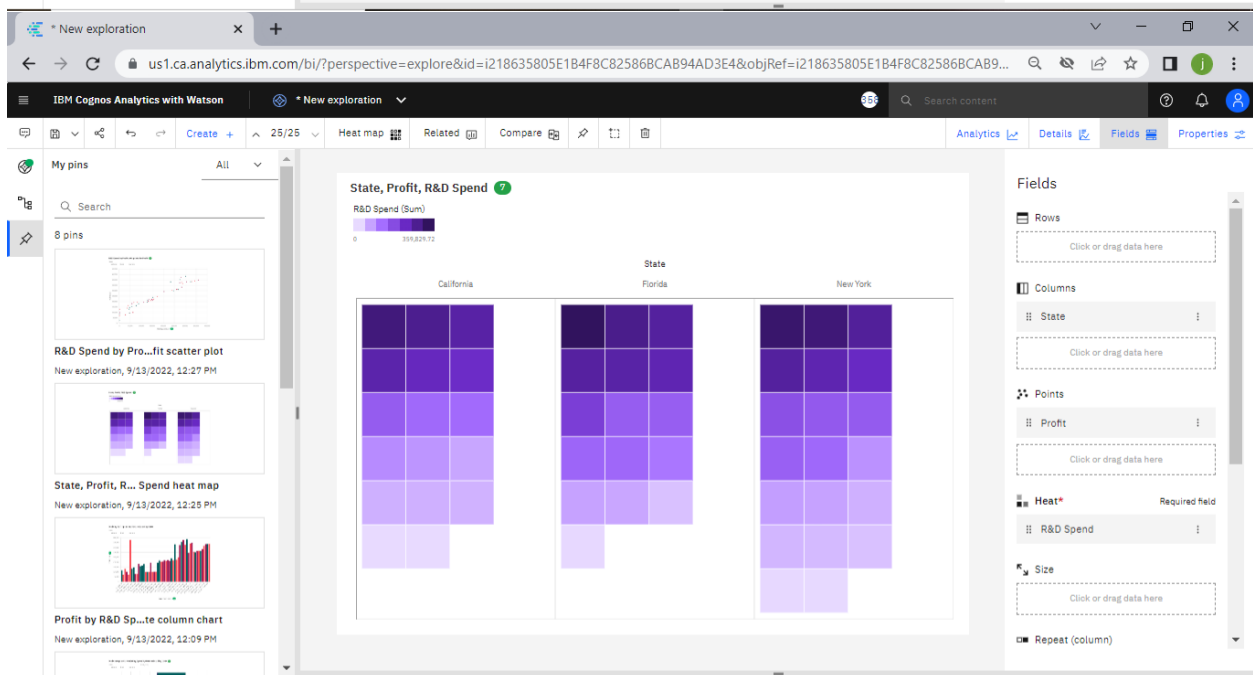 * New exploration
us1.ca.analytics.ibm.com/bi/?perspective=explore&id=i218635805E1B4F8C82586BCAB94AD3E4&objRef=i218635805E1B4F8C82586BCAB9...
j
IBM Cognos Analytics with Watson
* New exploration
358
Search content
Create +
25/25
Heat map
Related
Compare
Analytics
Details
Fields
Properties
My pins
All
Search
8 pins
R&D Spend by Pro...fit scatter plot
New exploration, 9/13/2022, 12:27 PM
State, Profit, R... Spend heat map
New exploration, 9/13/2022, 12:25 PM
Profit by R&D Sp...te column chart
New exploration, 9/13/2022, 12:09 PM
State, Profit, R&D Spend 7
R&D Spend (Sum)
0 359,829.72
State
California Florida New York
Fields
Rows
Click or drag data here
Columns
State
Click or drag data here
Points
Profit
Click or drag data here
Heat* Required field
R&D Spend
Size
Click or drag data here
Repeat (column)